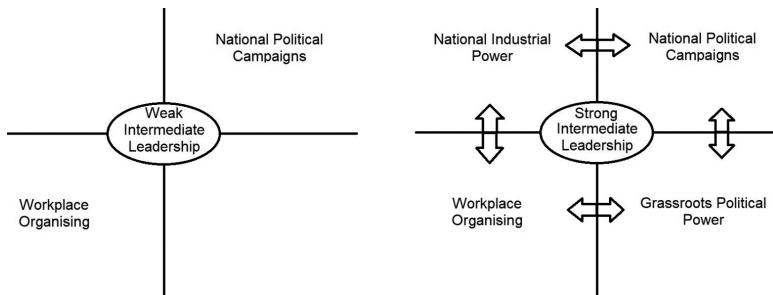 National Political
Campaigns
Weak
Intermediate
Leadership
Workplace
Organising
National Industrial
Power
National Political
Campaigns
Strong
Intermediate
Leadership
Workplace
Organising
Grassroots Political
Power